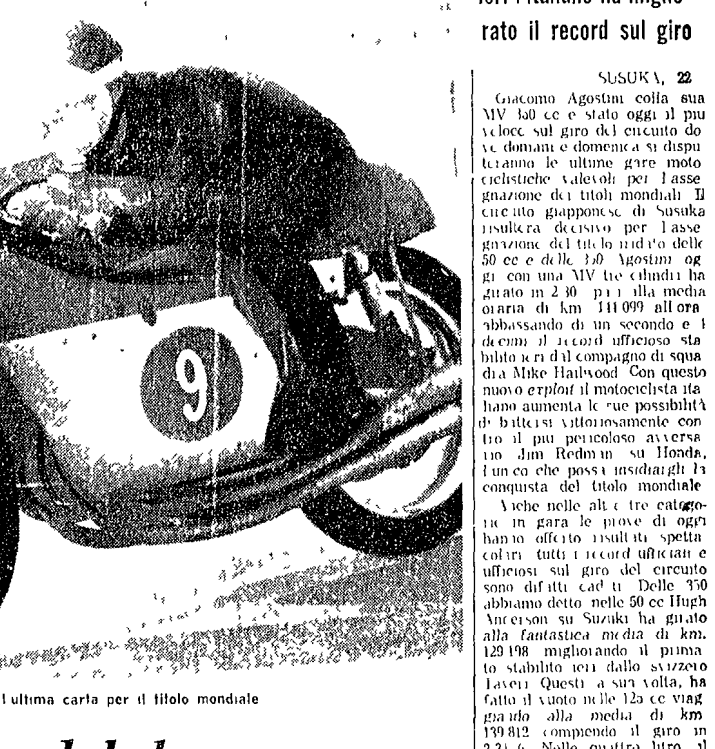 rato il record sul giro
SUSUKA, 22
Giacomo Agostini colla sua
MV 350 cc e stato oggi il piu
veloce sul giro del circuito do
ve domani e domenica si dispu
teranno le ultime gare moto
ciclistiche valevoli per l asse
gnazione dei titoli mondiali Il
circuito giapponese di Susuka
risultera decisivo per l asse
gnazione del titolo delle
50 cc e delle 350 Agostini og
gi con una MV tre cilindri ha
girato in 2 30 alla media
oraria di km 141 099 all ora
abbassando di un secondo e
decimi il record ufficioso sta
bilito ieri dal compagno di squa
dra Mike Hailwood Con questo
nuovo exploit il motociclista ita
liano aumenta le sue possibilità
di battersi vittoriosamente con
tro il piu pericoloso avversa
rio Jim Redman su Honda,
l unico che possa insidiargli la
conquista del titolo mondiale
Anche nelle altre tre catego-
rie in gara le prove di oggi
hanno offerto risultati spetta
colari tutti i record ufficiali e
ufficiosi sul giro del circuito
sono difatti caduti Delle 350
abbiamo detto nelle 50 cc Hugh
Anderson su Suzuki ha girato
alla fantastica media di km.
129 198 migliorando il prima
to stabilito ieri dallo svizzero
Taveri Questi a sua volta, ha
fatto il vuoto nelle 125 cc viag
giando alla media di km
139 812 compiendo il giro in
Nelle quattro litro il
9
l ultima carta per il titolo mondiale